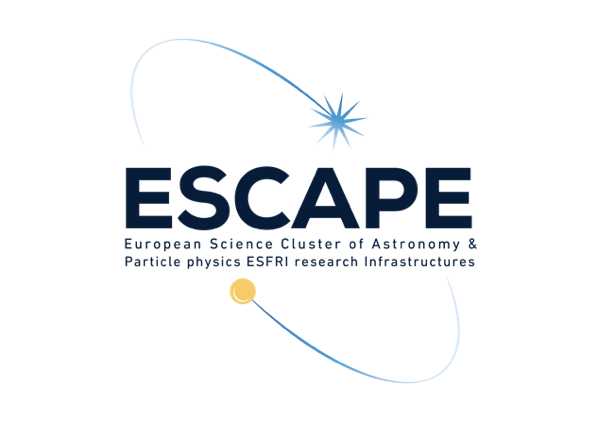 ESCAPE
European Science Cluster of Astronomy &
Particle physics ESFRI research Infrastructures